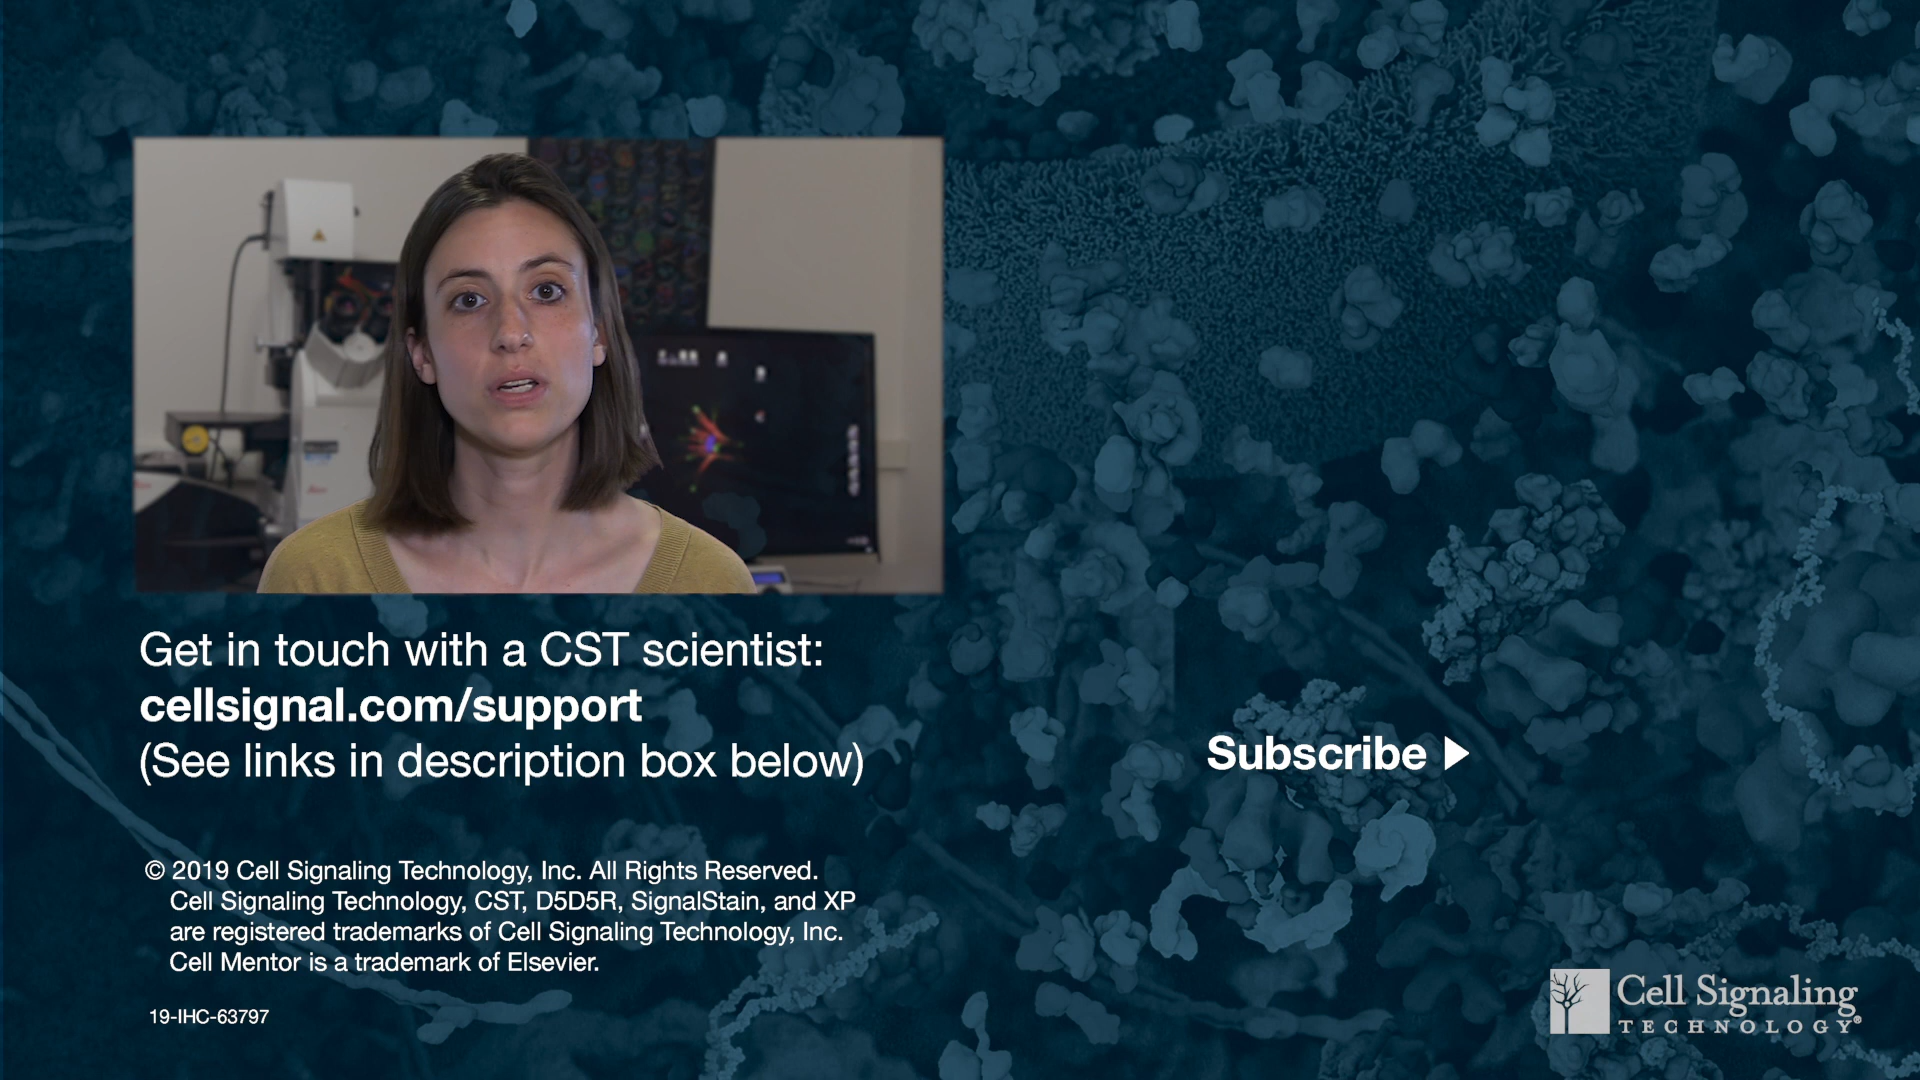 Get in touch with a CST scientist:
cellsignal.com/support
(See links in description box below)
Subscribe
© 2019 Cell Signaling Technology, Inc. All Rights Reserved.
Cell Signaling Technology, CST, D5D5R, SignalStain, and XP
are registered trademarks of Cell Signaling Technology, Inc.
Cell Mentor is a trademark of Elsevier.
19-IHC-63797
Cell Signaling
TECHNOLOGY®